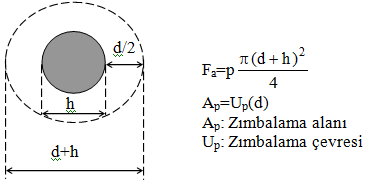 d/2
h
d+h
Fₐ=p π(d+h)²/4
Aₚ=Uₚ(d)
Aₚ: Zımbalama alanı
Uₚ: Zımbalama çevresi